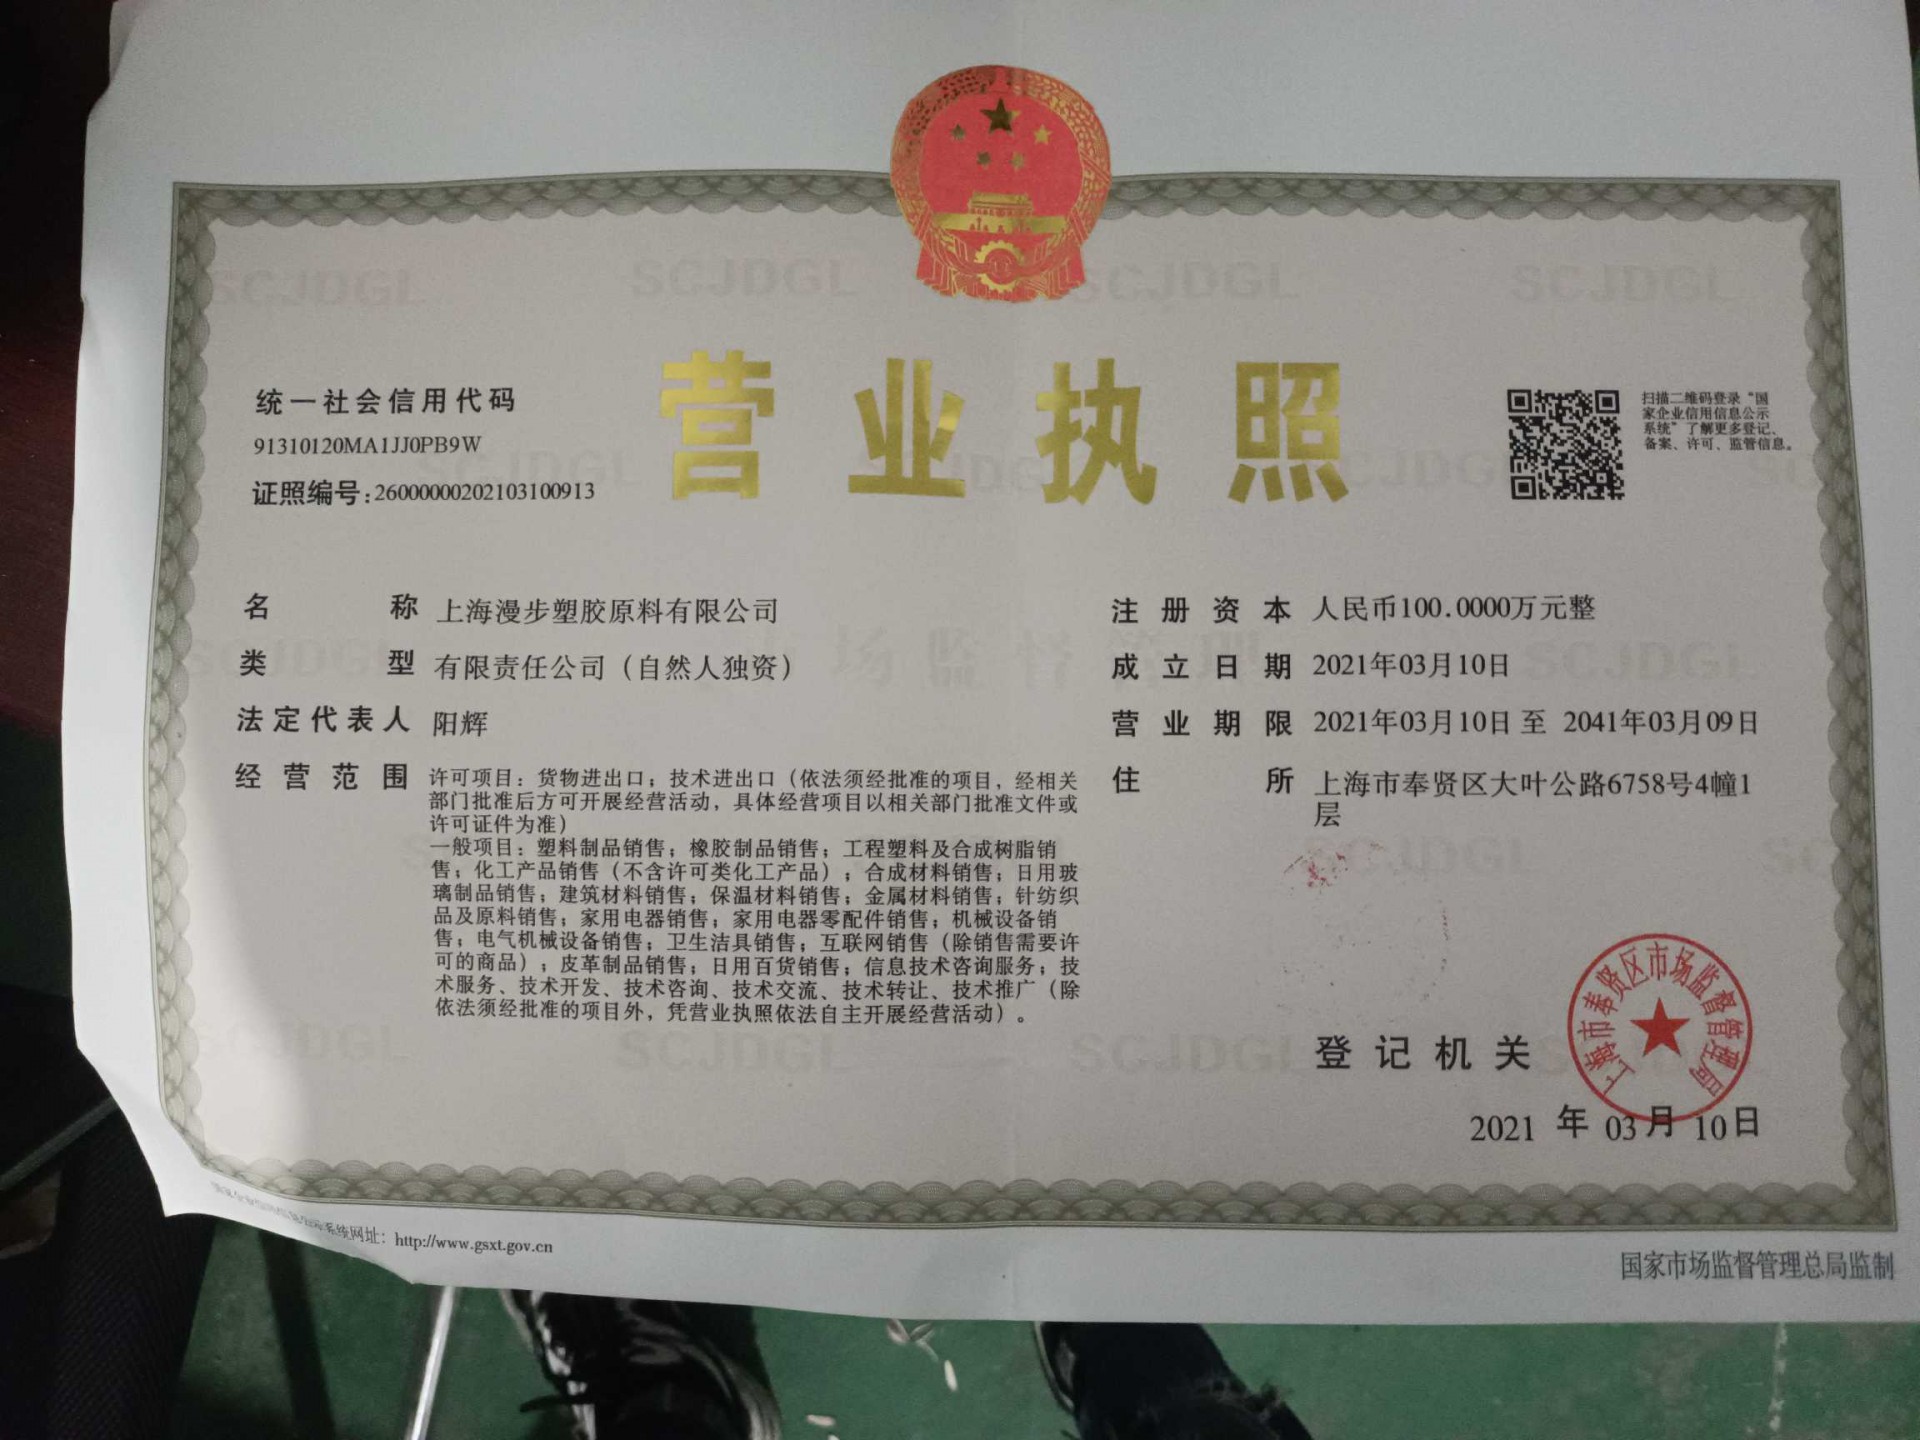 营业执照
统一社会信用代码
91310120MA1JJ0PB9W
证照编号:26000000202103100913
扫描二维码登录“国
家企业信用信息公示
系统”了解更多登记、
备案、许可、监管信息。
名称 上海漫步塑胶原料有限公司
类型 有限责任公司（自然人独资）
法定代表人 阳辉
经营范围 许可项目：货物进出口；技术进出口（依法须经批准的项目，经相关
部门批准后方可开展经营活动，具体经营项目以相关部门批准文件或
许可证件为准）
一般项目：塑料制品销售；橡胶制品销售；工程塑料及合成树脂销
售；化工产品销售（不含许可类化工产品）；合成材料销售；日用玻
璃制品销售；建筑材料销售；保温材料销售；金属材料销售；针纺织
品及原料销售；家用电器销售；家用电器零配件销售；机械设备销
售；电气机械设备销售；卫生洁具销售；互联网销售（除销售需要许
可的商品）；皮革制品销售；日用百货销售；信息技术咨询服务；技
术服务、技术开发、技术咨询、技术交流、技术转让、技术推广（除
依法须经批准的项目外，凭营业执照依法自主开展经营活动）。
注册资本 人民币100.0000万元整
成立日期 2021年03月10日
营业期限 2021年03月10日 至 2041年03月09日
住所 上海市奉贤区大叶公路6758号4幢1
层
登记机关
上海市奉贤区市场监督管理局
2021 年 03 月 10 日
系统网址：http://www.gsxt.gov.cn
国家市场监督管理总局监制
SCJDGL